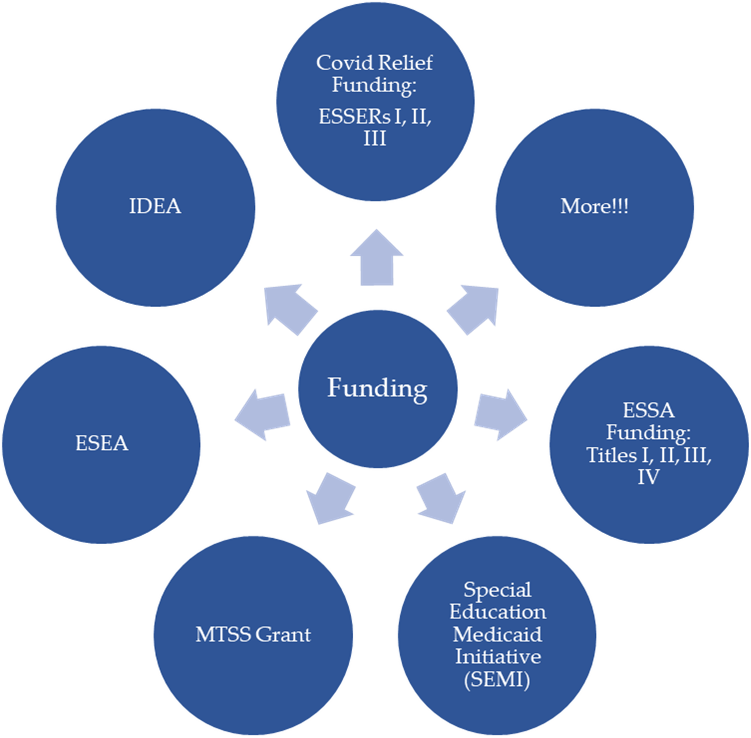 Covid Relief
Funding:
ESSERs I, II,
III
IDEA
More!!!
Funding
ESEA
ESSA
Funding:
Titles I, II, III,
IV
MTSS Grant
Special
Education
Medicaid
Initiative
(SEMI)